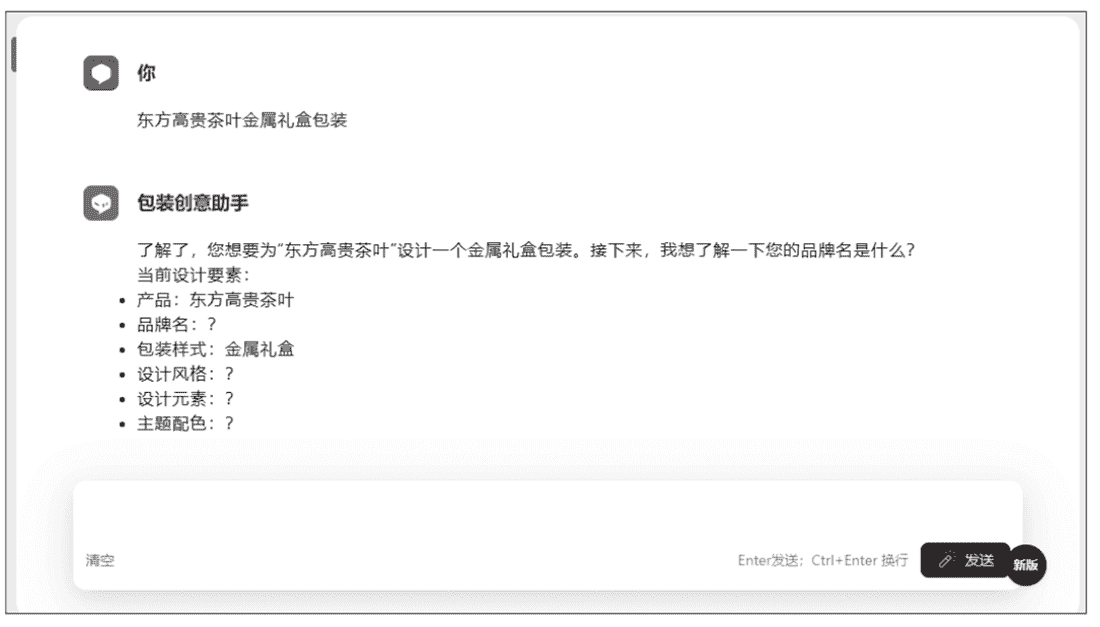 你
东方高贵茶叶金属礼盒包装
包装创意助手
了解了，您想要为“东方高贵茶叶”设计一个金属礼盒包装。接下来，我想了解一下您的品牌名是什么？
当前设计要素：
• 产品：东方高贵茶叶
• 品牌名：？
• 包装样式：金属礼盒
• 设计风格：？
• 设计元素：？
• 主题配色：？
清空
Enter发送；Ctrl+Enter 换行
发送
新版